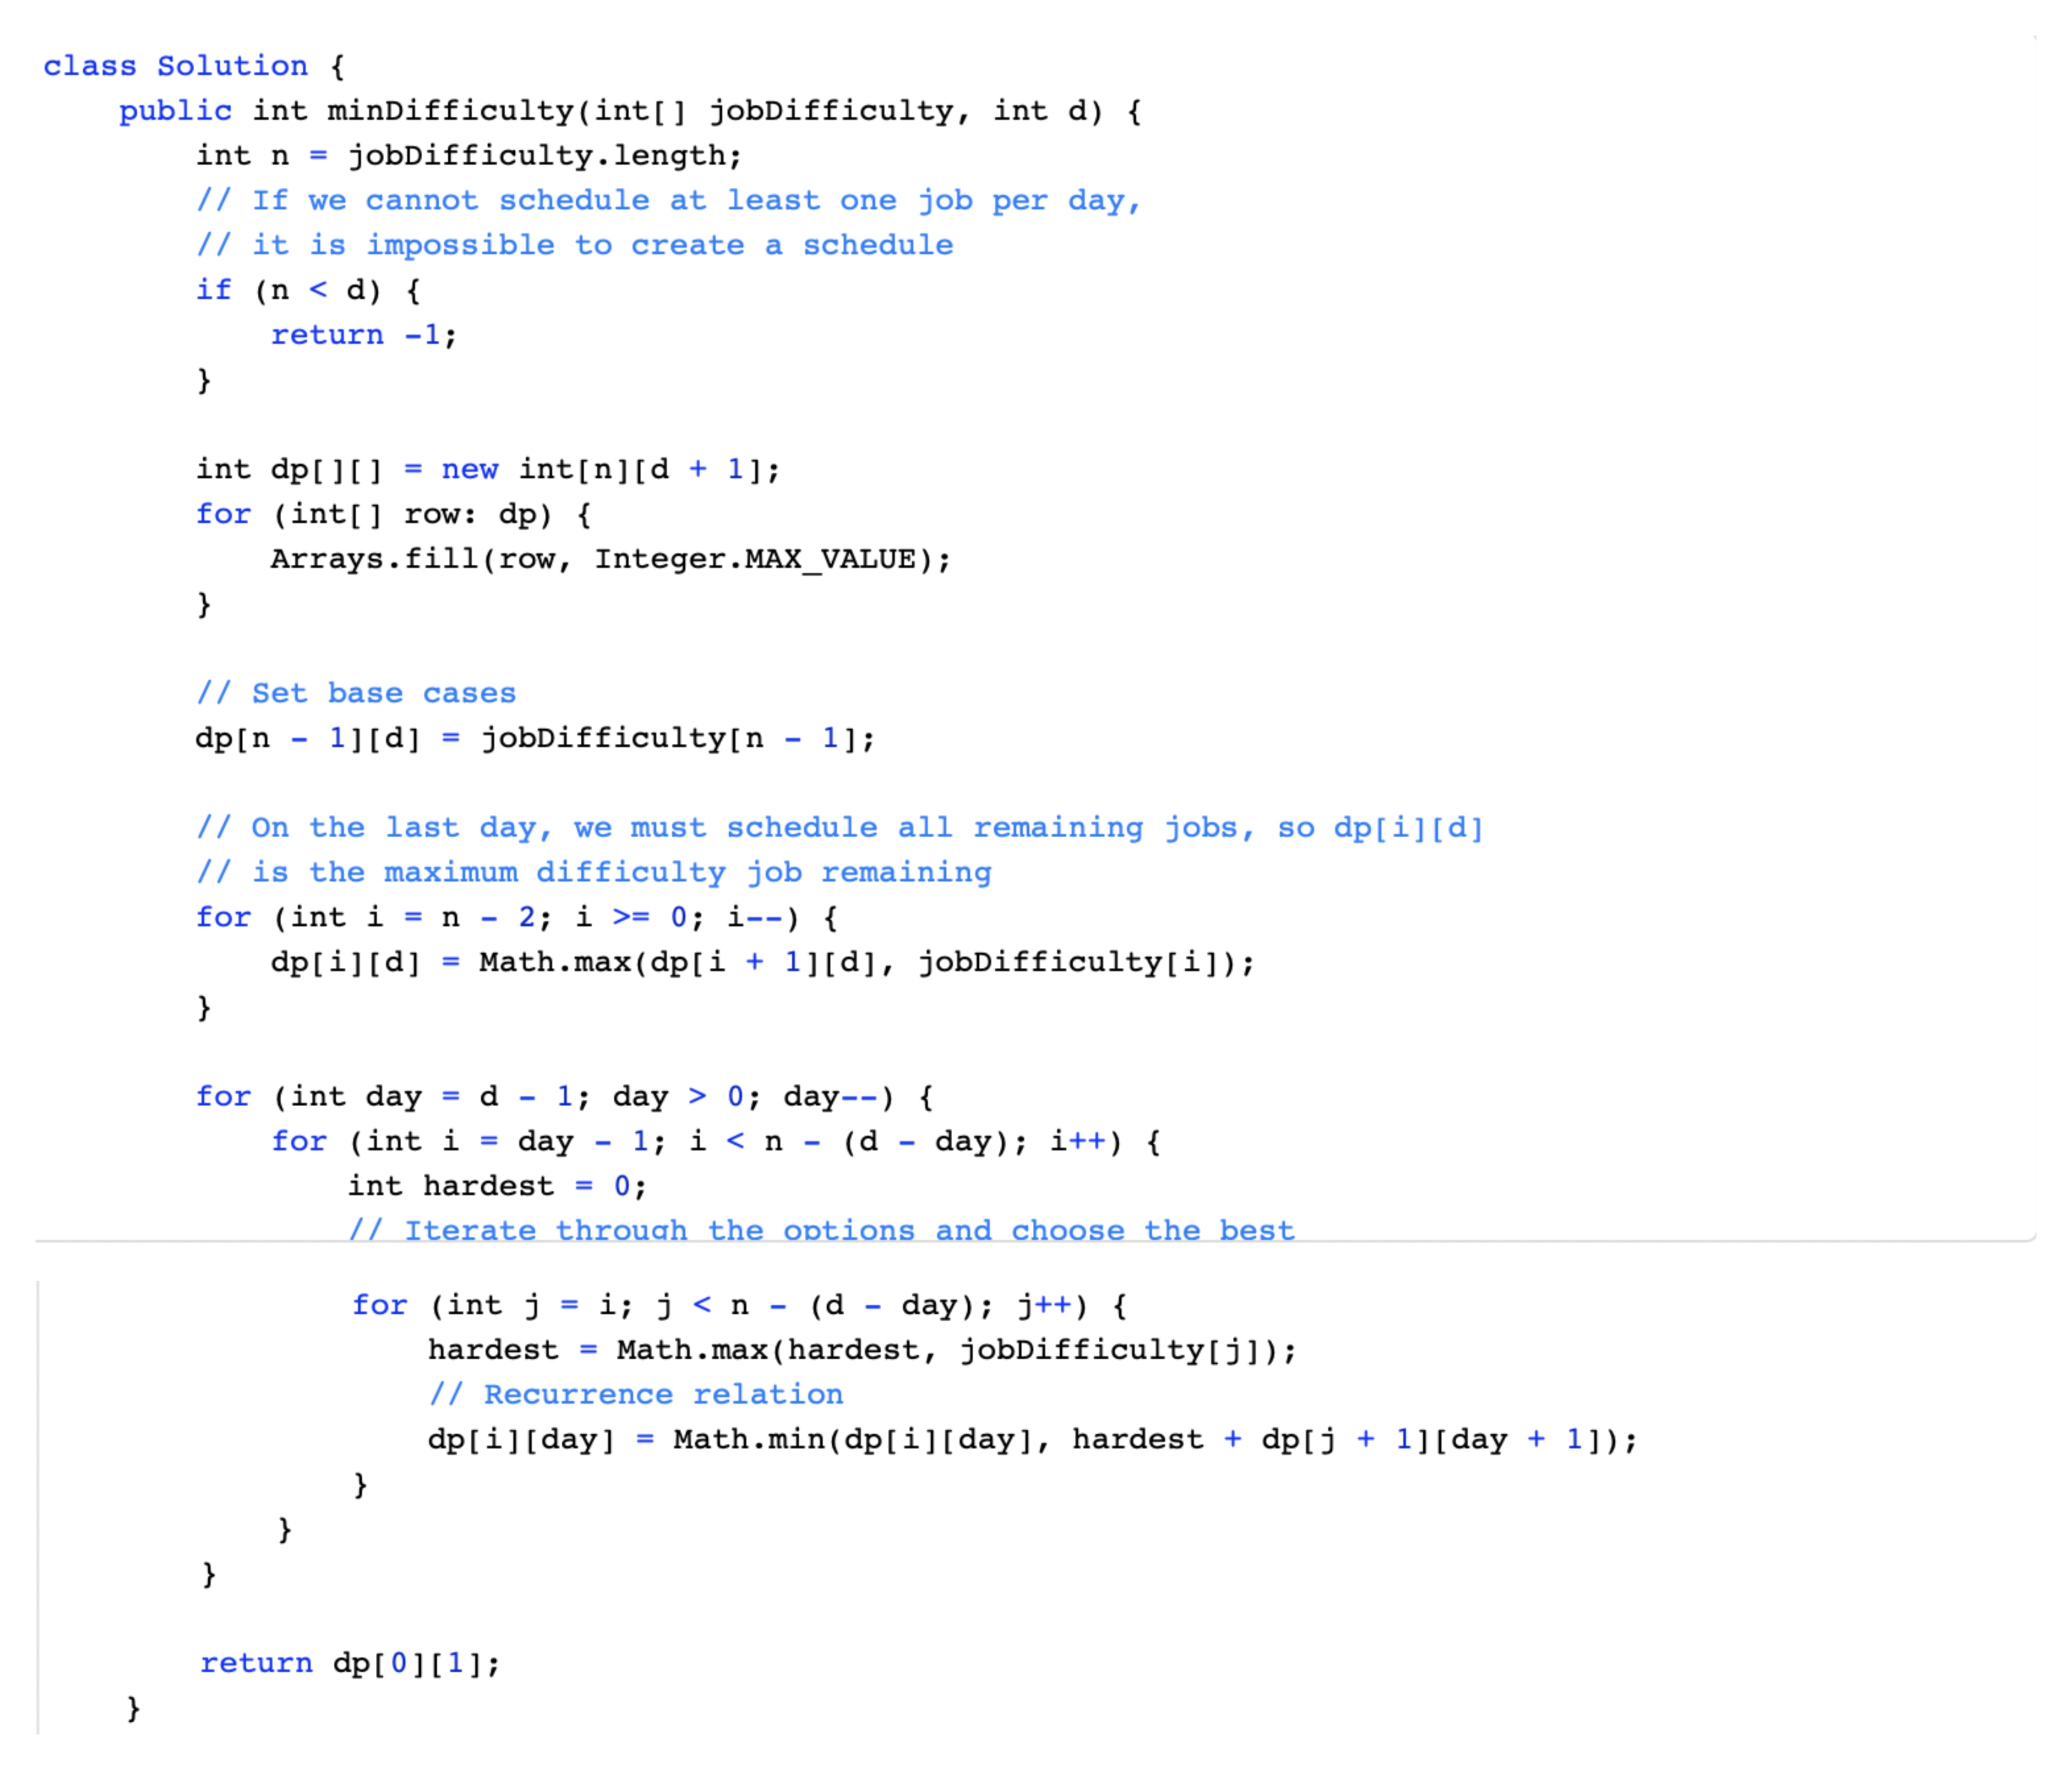 class Solution {
    public int minDifficulty(int[] jobDifficulty, int d) {
        int n = jobDifficulty.length;
        // If we cannot schedule at least one job per day,
        // it is impossible to create a schedule
        if (n < d) {
            return -1;
        }
        int dp[][] = new int[n][d + 1];
        for (int[] row: dp) {
            Arrays.fill(row, Integer.MAX_VALUE);
        }
        // Set base cases
        dp[n - 1][d] = jobDifficulty[n - 1];
        // On the last day, we must schedule all remaining jobs, so dp[i][d]
        // is the maximum difficulty job remaining
        for (int i = n - 2; i >= 0; i--) {
            dp[i][d] = Math.max(dp[i + 1][d], jobDifficulty[i]);
        }
        for (int day = d - 1; day > 0; day--) {
            for (int i = day - 1; i < n - (d - day); i++) {
                int hardest = 0;
                // Iterate through the options and choose the best
                for (int j = i; j < n - (d - day); j++) {
                    hardest = Math.max(hardest, jobDifficulty[j]);
                    // Recurrence relation
                    dp[i][day] = Math.min(dp[i][day], hardest + dp[j + 1][day + 1]);
                }
            }
        }
        return dp[0][1];
    }